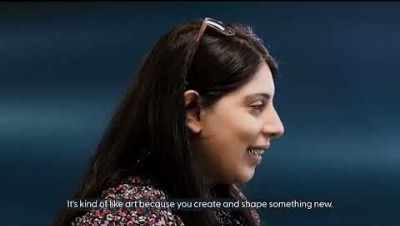 It's kind of like art because you create and shape something new.